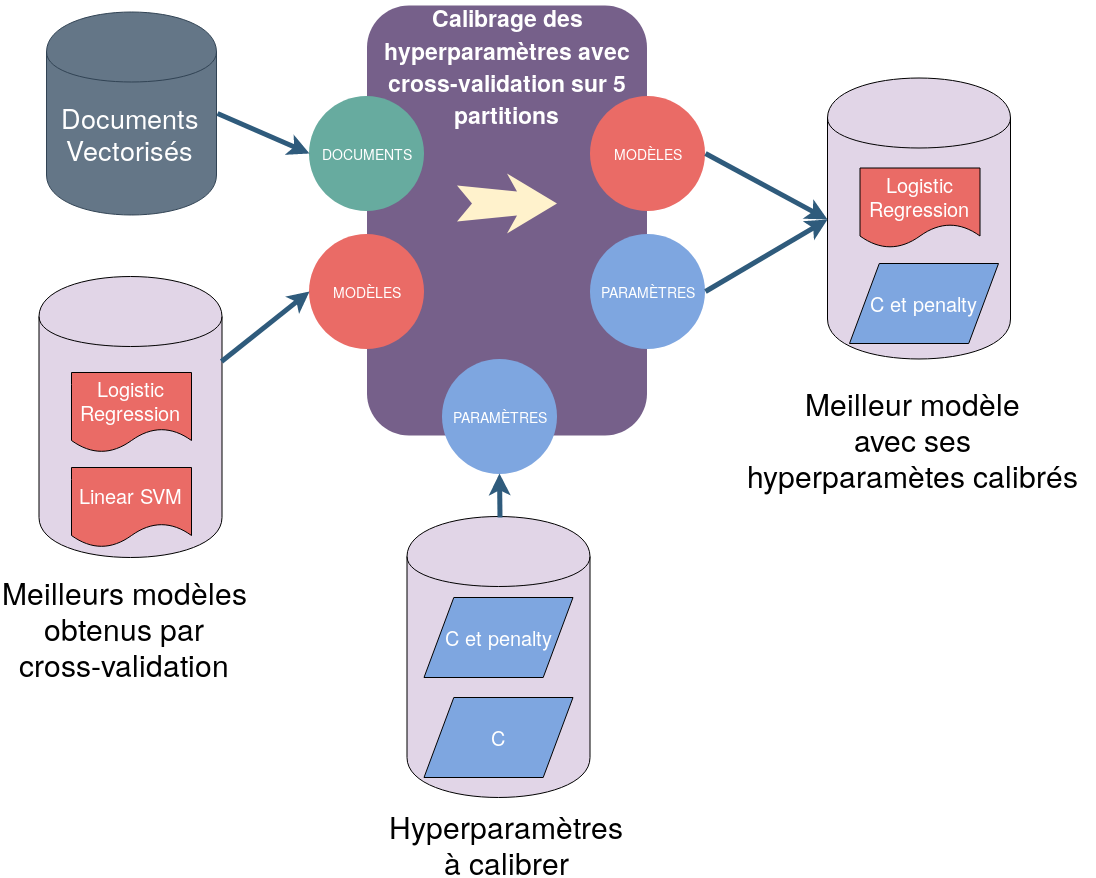 Calibrage des
hyperparamètres avec
cross-validation sur 5
partitions
Documents
Vectorisés
DOCUMENTS
MODÈLES
MODÈLES
PARAMÈTRES
PARAMÈTRES
Logistic
Regression
C et penalty
Meilleur modèle
avec ses
hyperparamètes calibrés
Logistic
Regression
Linear SVM
Meilleurs modèles
obtenus par
cross-validation
C et penalty
C
Hyperparamètres
à calibrer